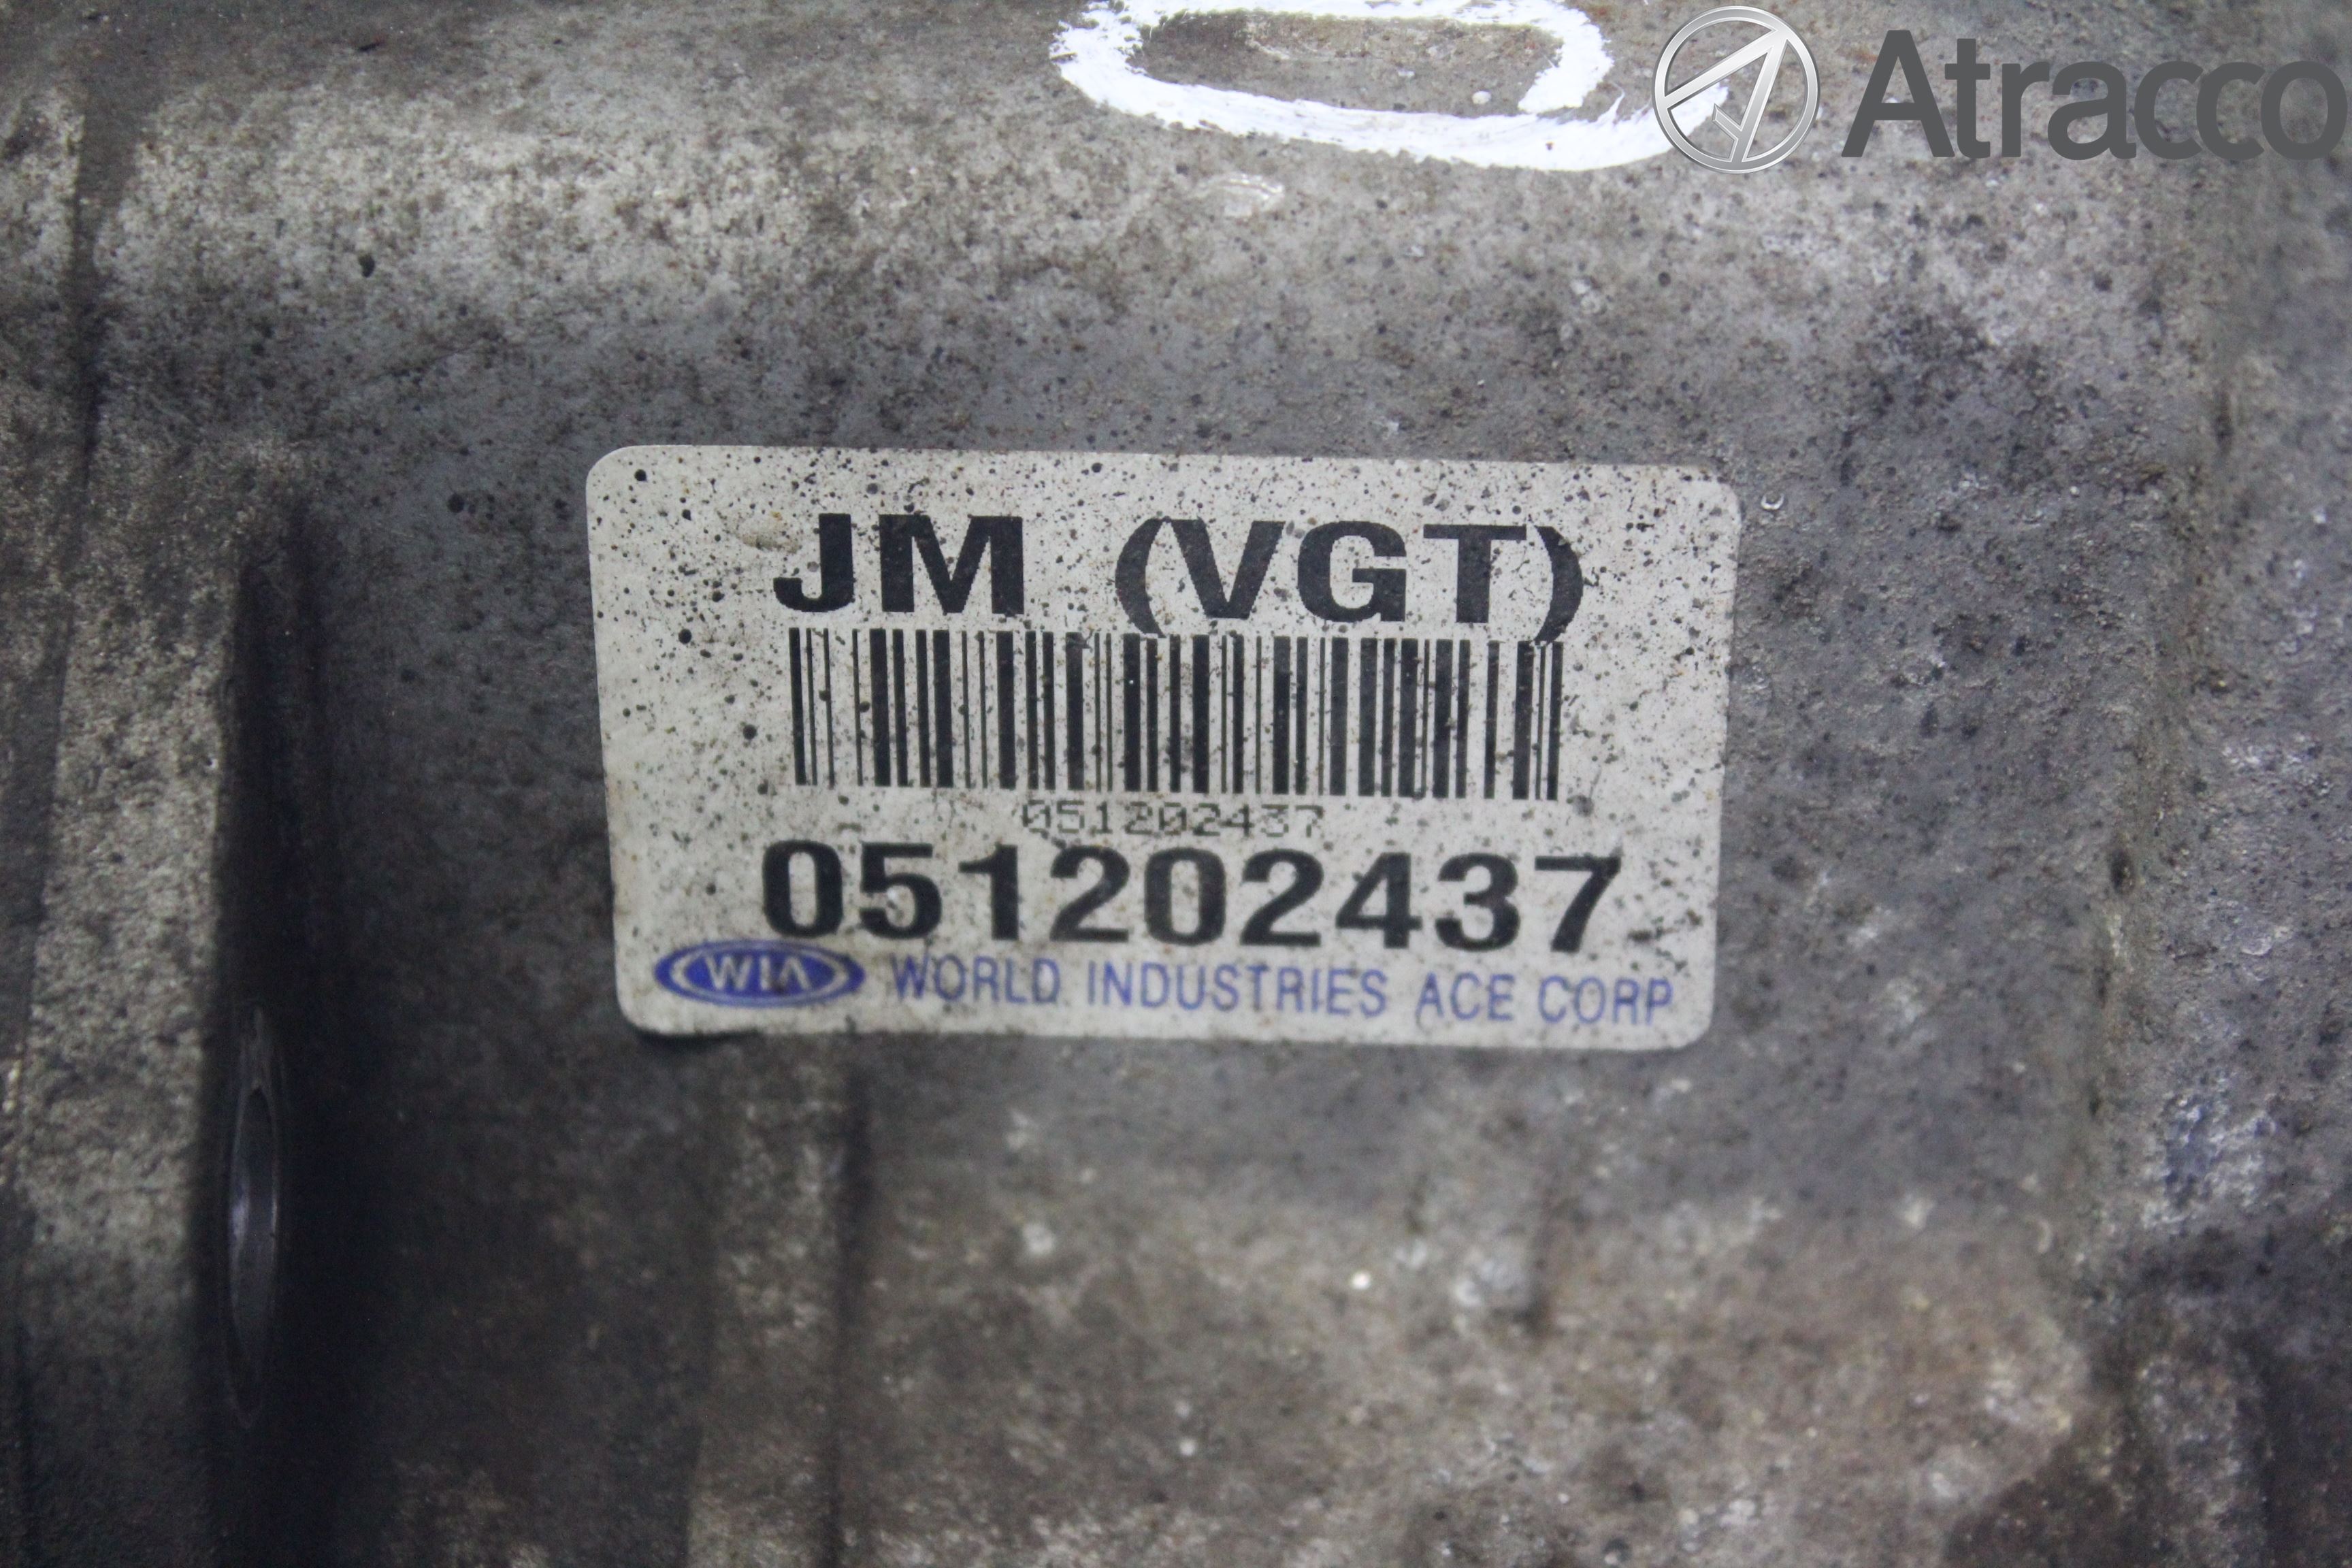 Atracco
JM (VGT)
051202437
051202437
WIA WORLD INDUSTRIES ACE CORP